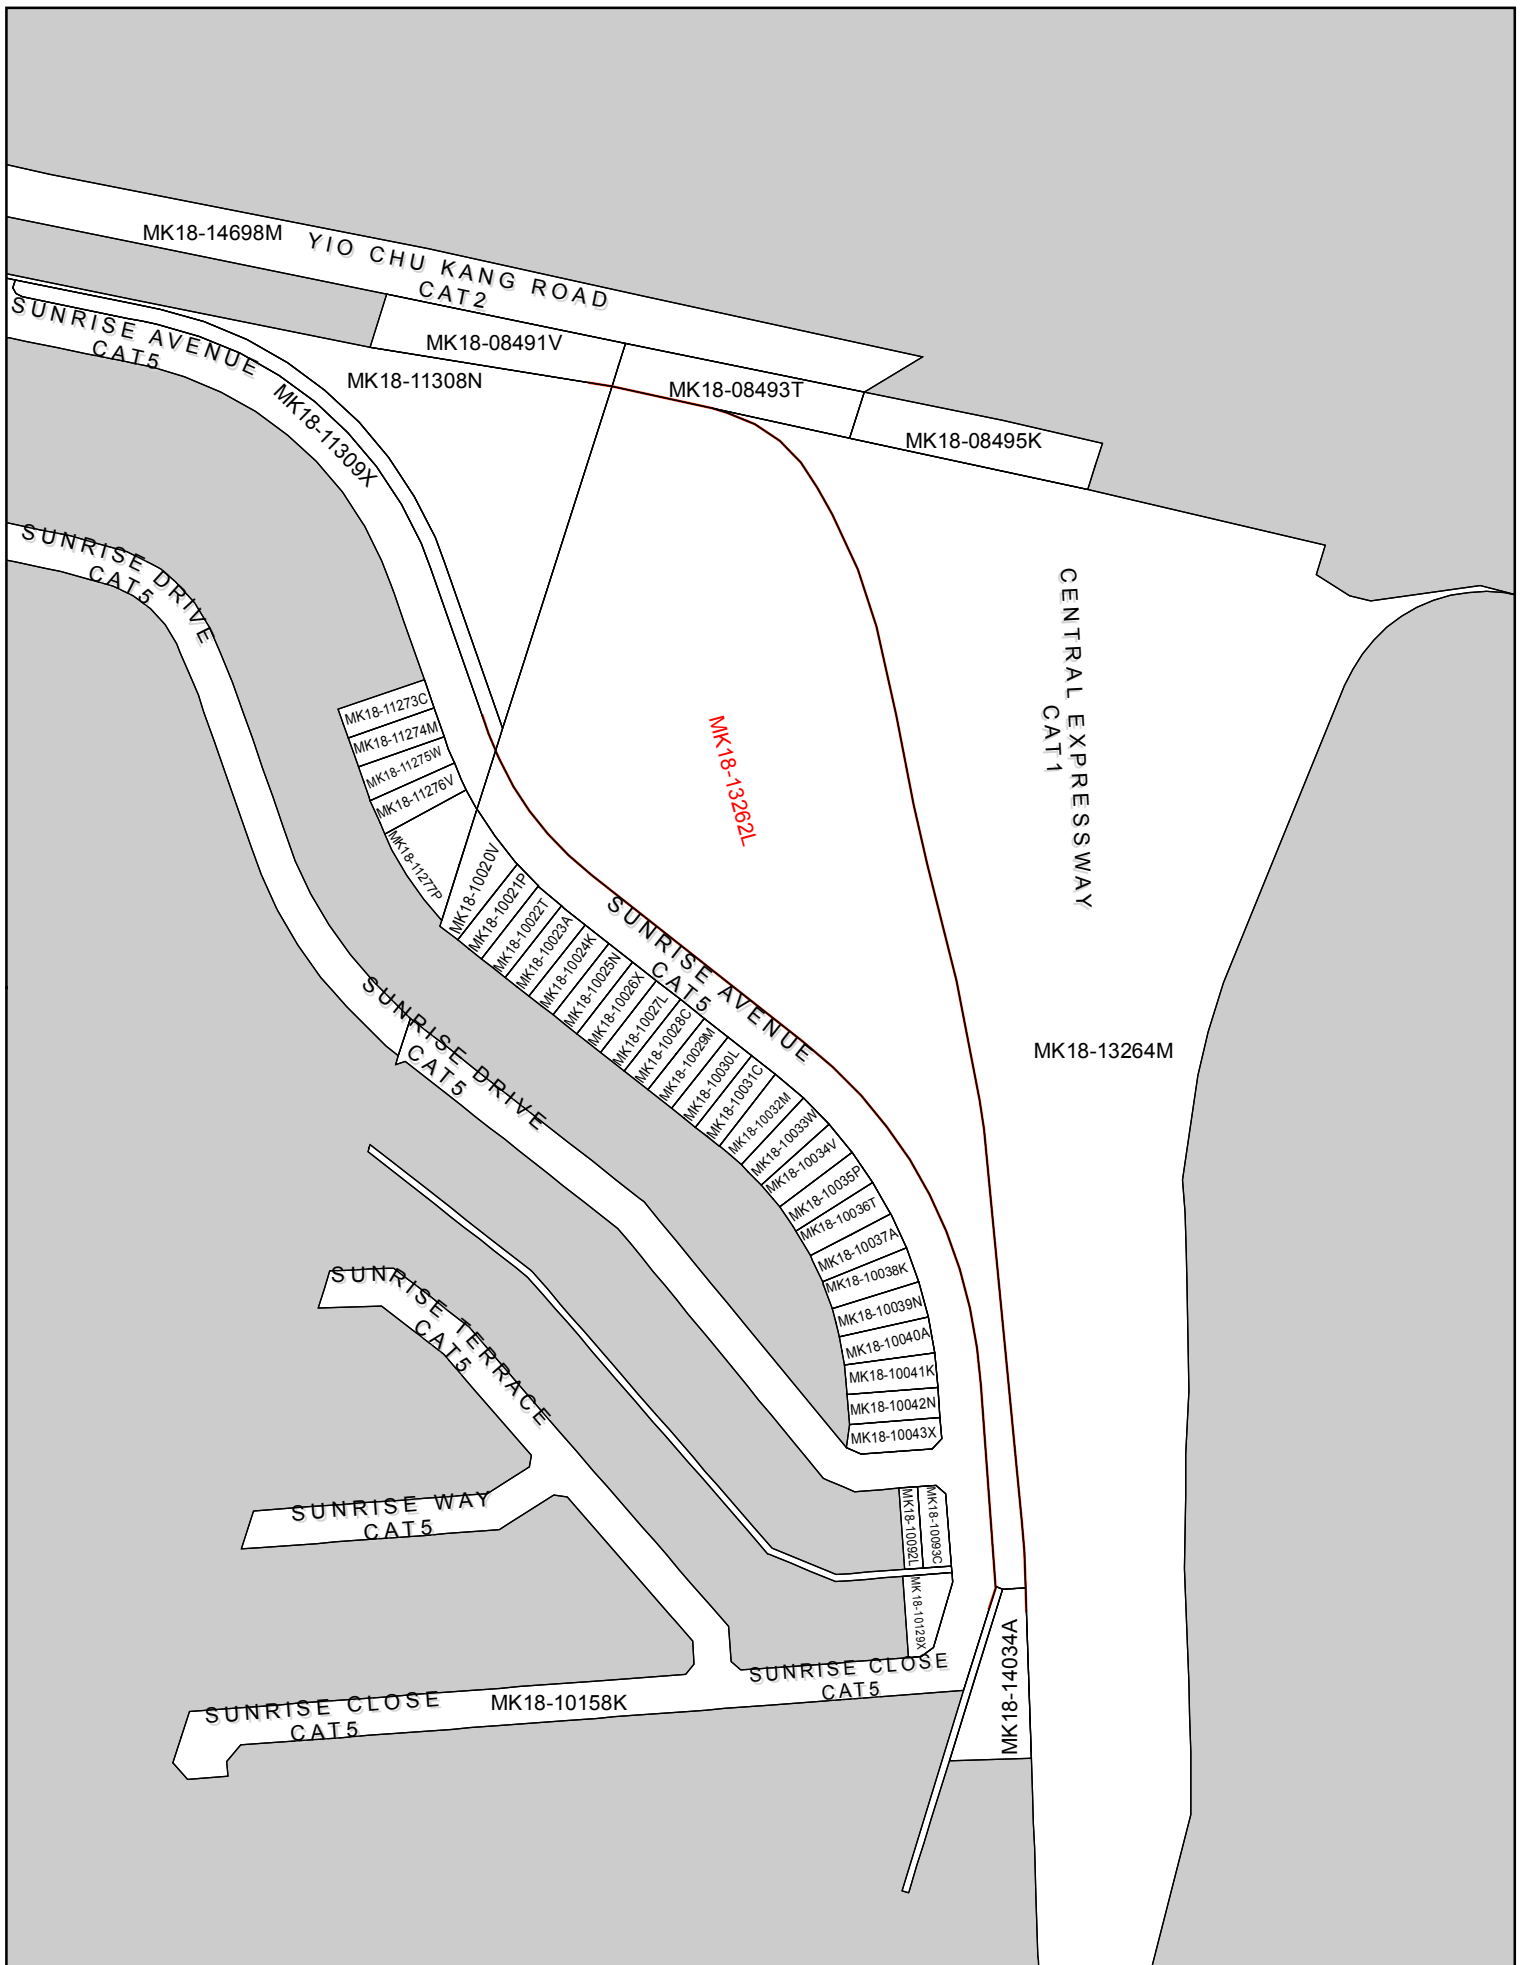 MK18-14698M
YIO CHU KANG ROAD
CAT2
SUNRISE AVENUE
CAT5
MK18-08491V
MK18-11308N
MK18-08493T
MK18-11309X
MK18-08495K
SUNRISE DRIVE
CAT5
CENTRAL EXPRESSWAY
CAT1
MK18-11273C
MK18-11274M
MK18-11275W
MK18-11276V
MK18-11277P
MK18-13262L
MK18-10020V
MK18-10021P
MK18-10022T
MK18-10023A
MK18-10024K
MK18-10025N
MK18-10026X
MK18-10027L
MK18-10028C
MK18-10029M
MK18-10030L
MK18-10031C
MK18-10032M
MK18-10033W
MK18-10034V
MK18-10035P
MK18-10036T
MK18-10037A
MK18-10038K
MK18-10039N
MK18-10040A
MK18-10041K
MK18-10042N
MK18-10043X
SUNRISE AVENUE
CAT5
MK18-13264M
SUNRISE DRIVE
CAT5
SUNRISE TERRACE
CAT5
SUNRISE WAY
CAT5
MK18-10092L
MK18-10093C
MK18-10129X
MK18-14034A
SUNRISE CLOSE
CAT5
MK18-10158K
SUNRISE CLOSE
CAT5